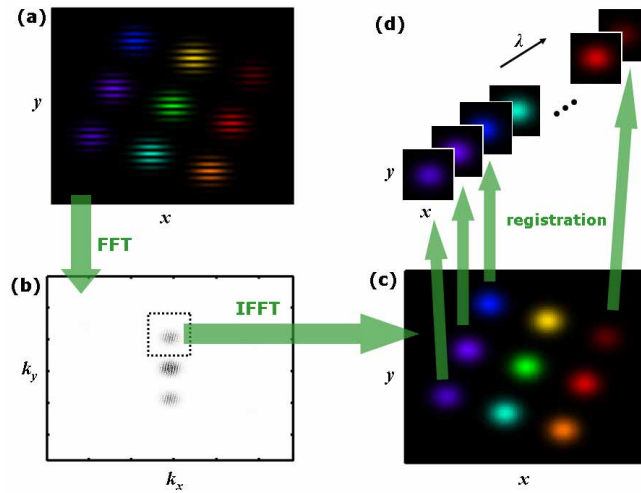 (a)
y
x
FFT
(b)
k_y
k_x
IFFT
(d)
λ
y
x
registration
(c)
y
x